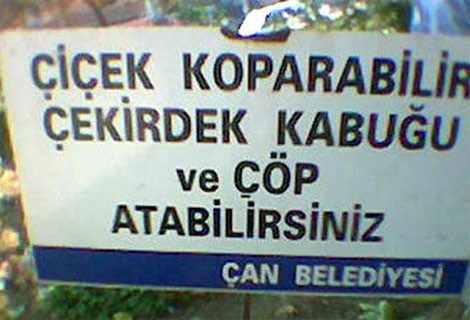 ÇİÇEK KOPARABİLİR
ÇEKİRDEK KABUĞU
ve ÇÖP
ATABİLİRSİNİZ
ÇAN BELEDİYESİ